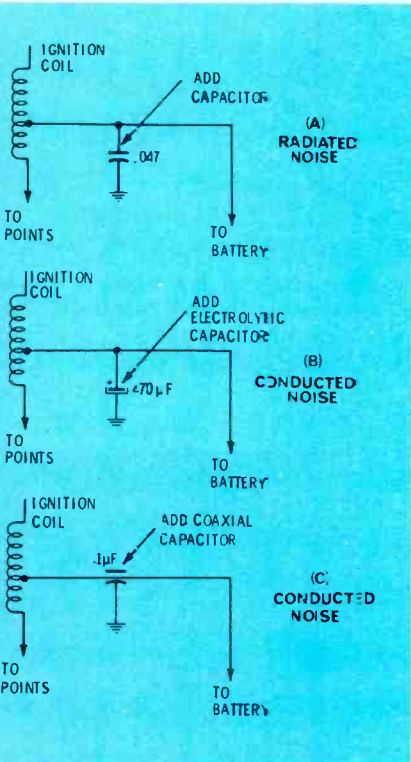 IGNITION
COIL
ADD
CAPACITOR
.047
(A)
RADIATED
NOISE
TO
POINTS
TO
BATTERY
IGNITION
COIL
ADD
ELECTROLYTIC
CAPACITOR
+
470µF
(B)
CONDUCTED
NOISE
TO
POINTS
TO
BATTERY
IGNITION
COIL
ADD COAXIAL
CAPACITOR
.1µF
(C)
CONDUCTED
NOISE
TO
POINTS
TO
BATTERY